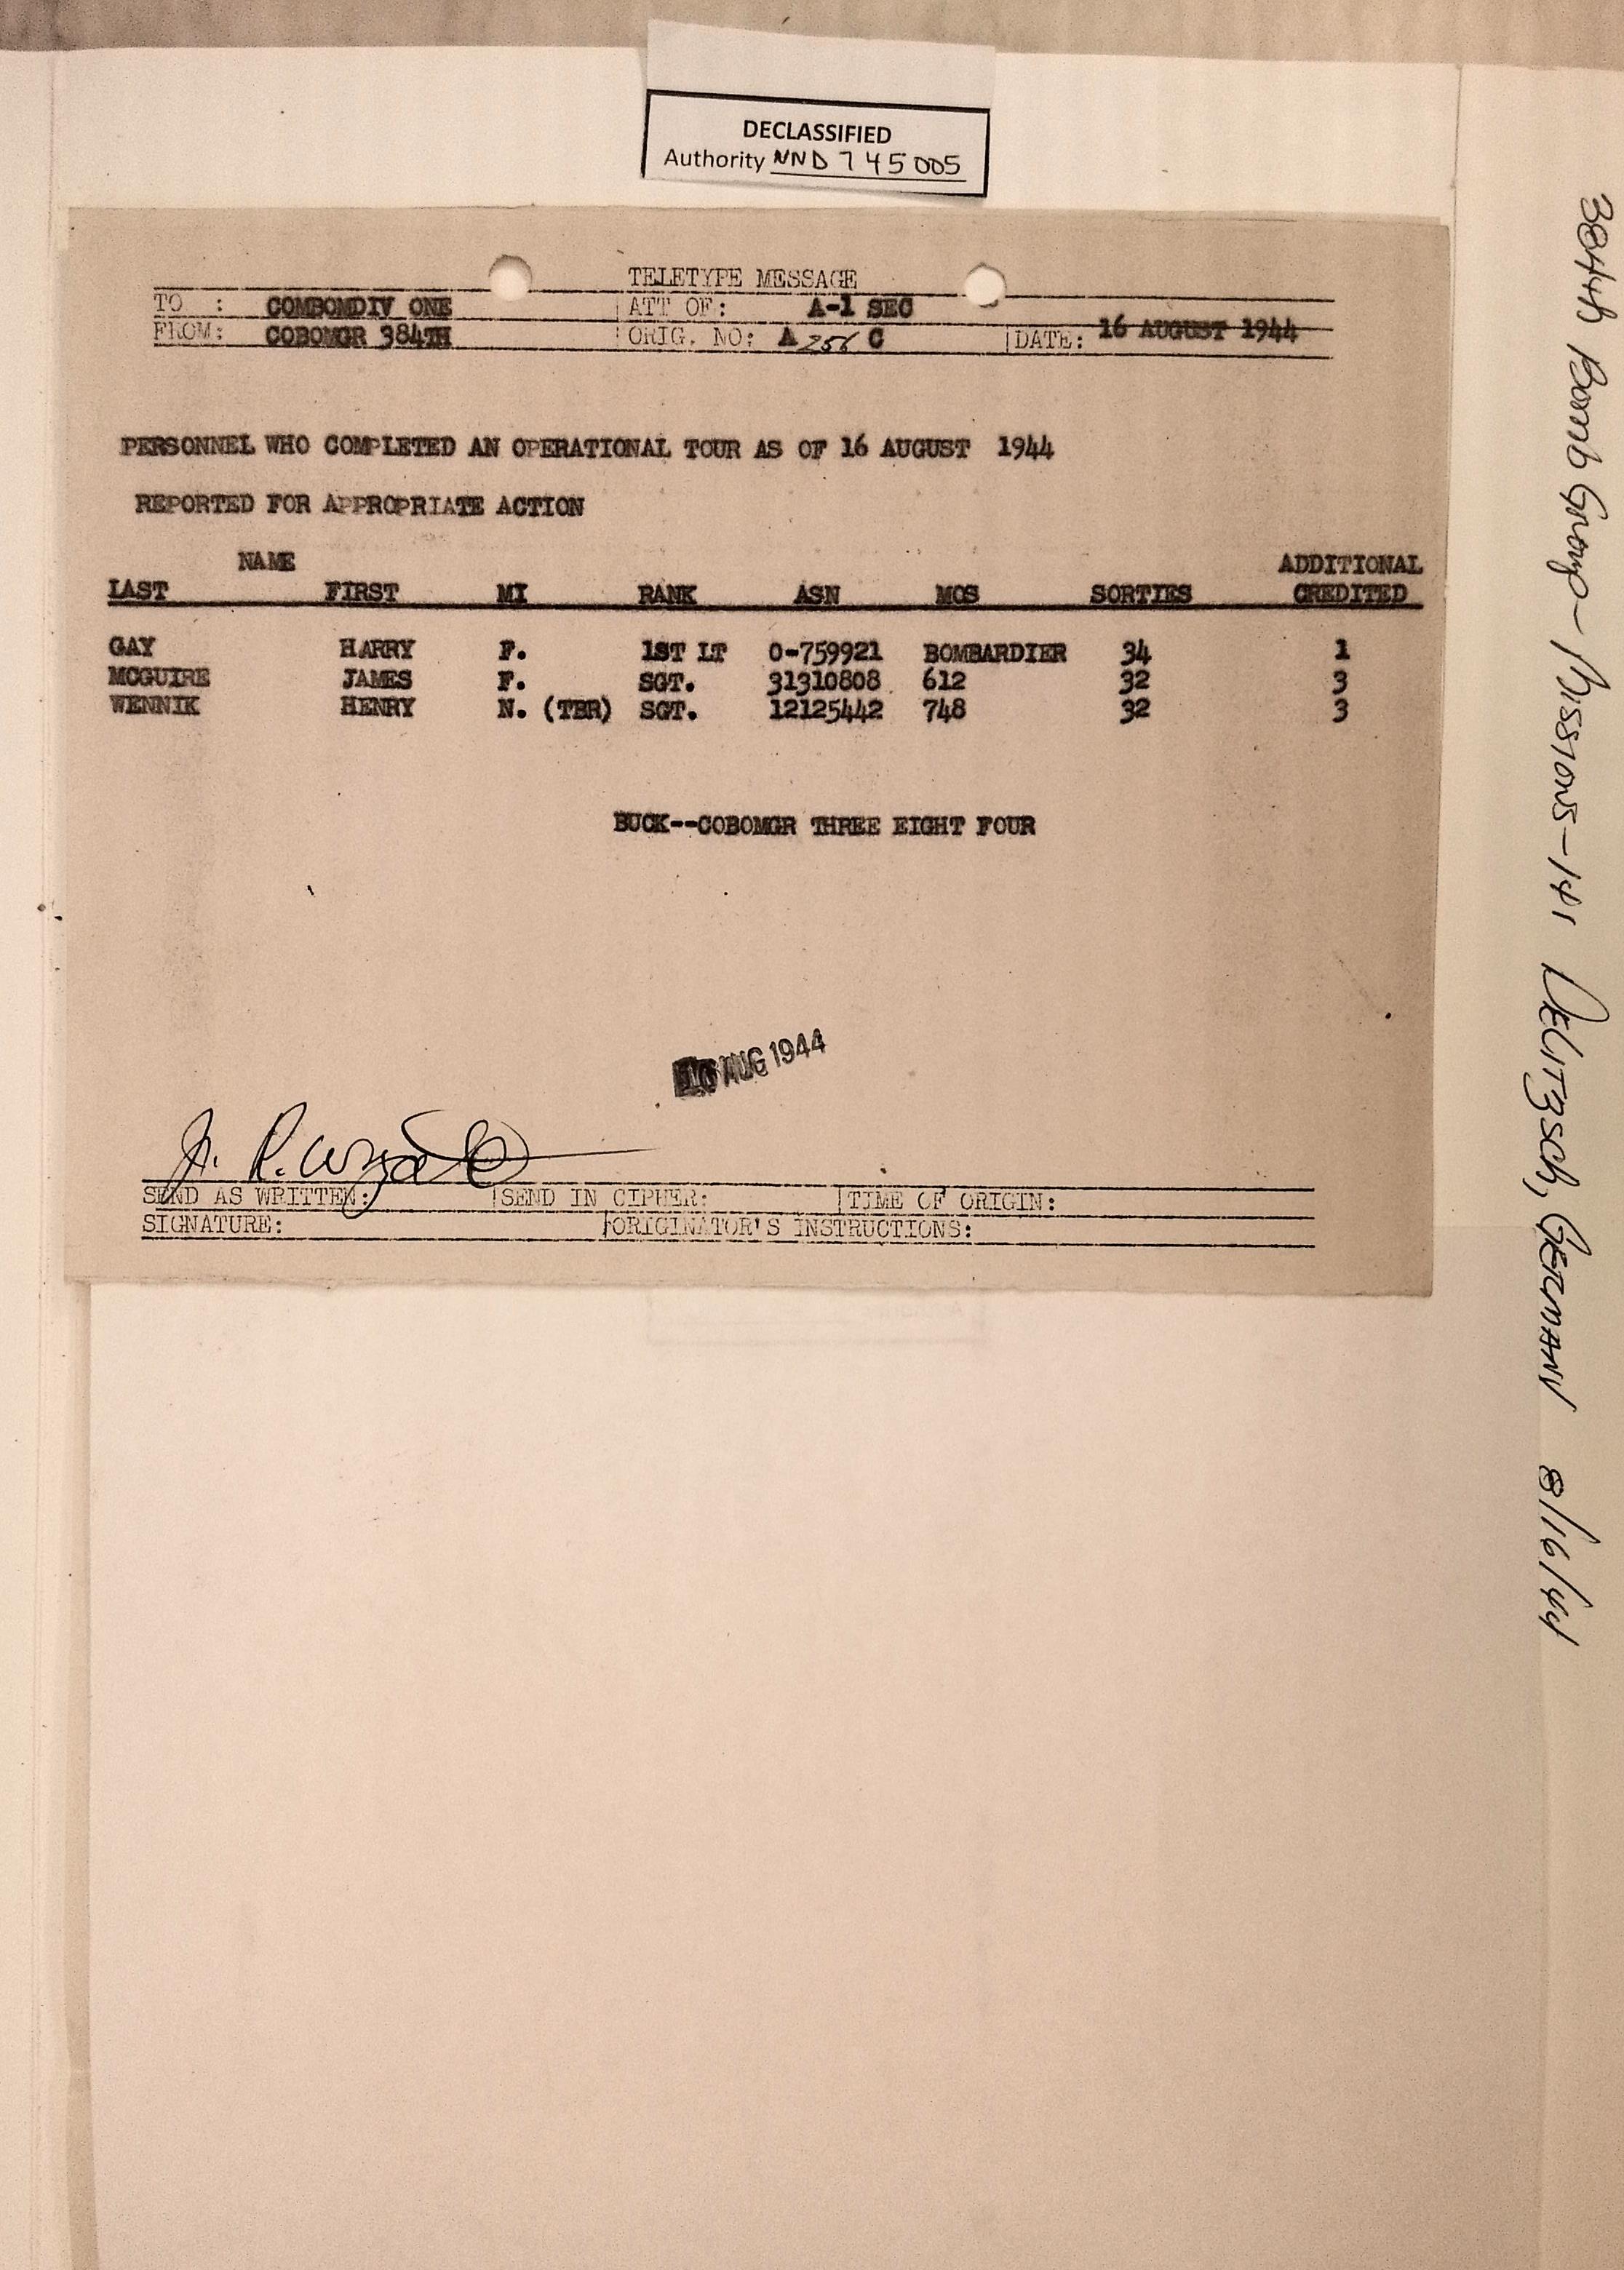 DECLASSIFIED
Authority NND 745005
TELETYPE MESSAGE
TO : COMBOMDIV ONE ATT OF: A-1 SEC
FROM: COBOMGR 384TH ORIG. NO: A 256 C DATE: 16 AUGUST 1944
PERSONNEL WHO COMPLETED AN OPERATIONAL TOUR AS OF 16 AUGUST 1944
REPORTED FOR APPROPRIATE ACTION
NAME ADDITIONAL
LAST FIRST MI RANK ASN MOS SORTIES CREDITED
GAY HARRY F. 1ST LT 0-759921 BOMBARDIER 34 1
MCGUIRE JAMES F. SGT. 31310808 612 32 3
WENNIK HENRY N. (TBR) SGT. 12125442 748 32 3
BUCK--COBOMGR THREE EIGHT FOUR
16 AUG 1944
SEND AS WRITTEN: SEND IN CIPHER: TIME OF ORIGIN:
SIGNATURE: ORIGINATOR'S INSTRUCTIONS:
384th Bomb Group - Missions - 181 DELITZSCH, GERMANY 8/16/44